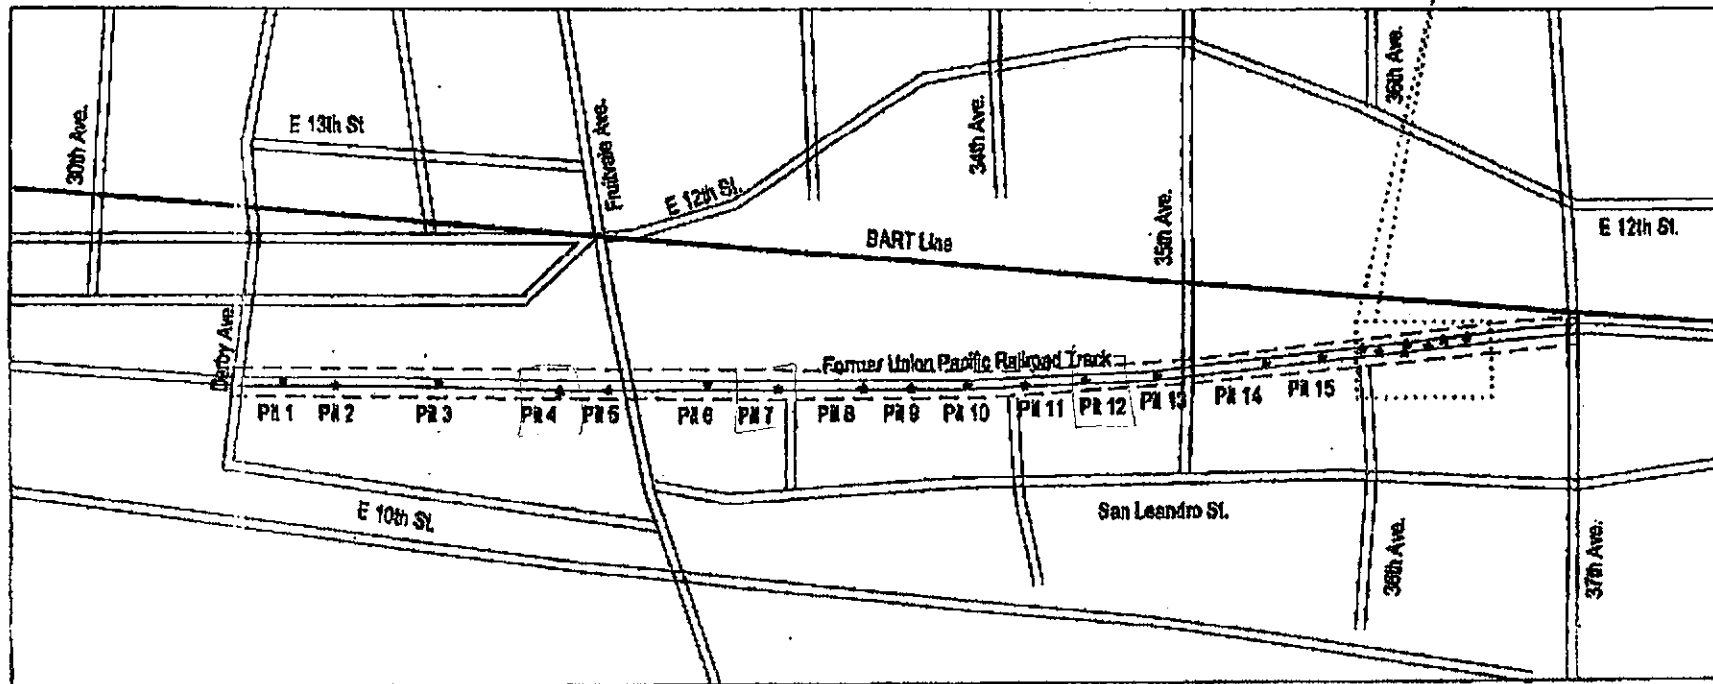 30th Ave.
E 13th St
Fruitvale Ave.
E 12th St.
34th Ave.
35th Ave.
36th Ave.
E 12th St.
BART Line
Derby Ave.
Former Union Pacific Railroad Track
Pit 1
Pit 2
Pit 3
Pit 4
Pit 5
Pit 6
Pit 7
Pit 8
Pit 9
Pit 10
Pit 11
Pit 12
Pit 13
Pit 14
Pit 15
E 10th St.
San Leandro St.
36th Ave.
37th Ave.